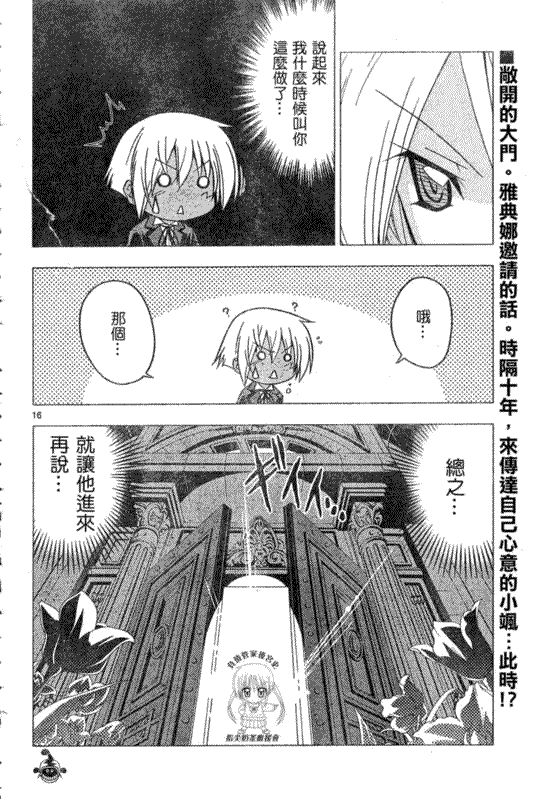 ■敞開的大門。雅典娜邀請的話。時隔十年，來傳達自己心意的小颯…此時!?
說起來
我什麼時候叫你
這麼做了…
哦…
那個…
16
總之…
就讓他進來
再說…